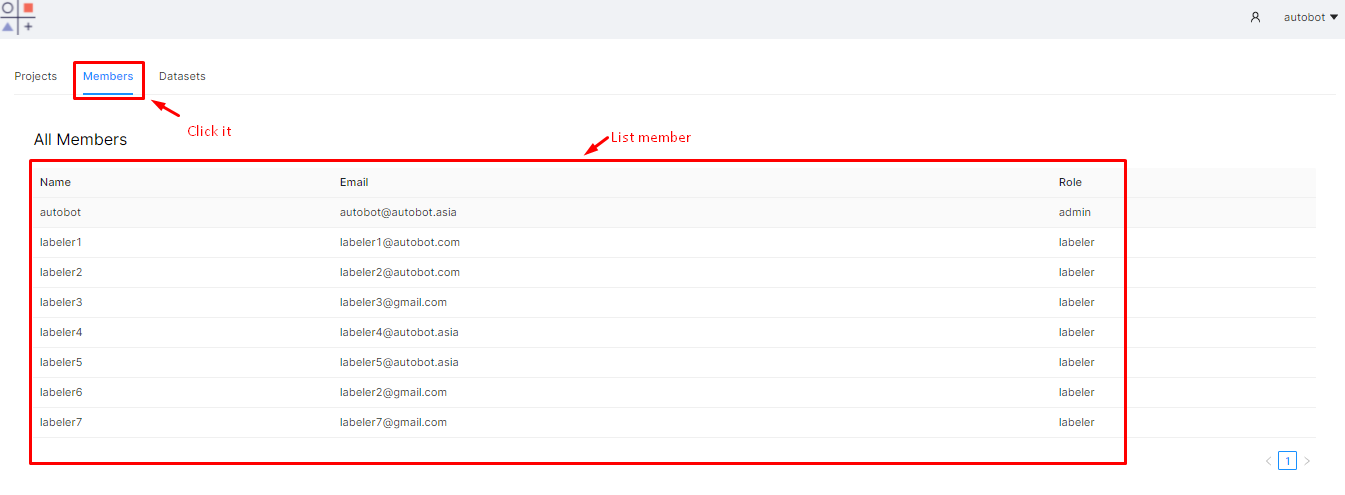 autobot
Projects Members Datasets
Click it
All Members
List member
Name Email Role
autobot autobot@autobot.asia admin
labeler1 labeler1@autobot.com labeler
labeler2 labeler2@autobot.com labeler
labeler3 labeler3@gmail.com labeler
labeler4 labeler4@autobot.asia labeler
labeler5 labeler5@autobot.asia labeler
labeler6 labeler2@gmail.com labeler
labeler7 labeler7@gmail.com labeler
1